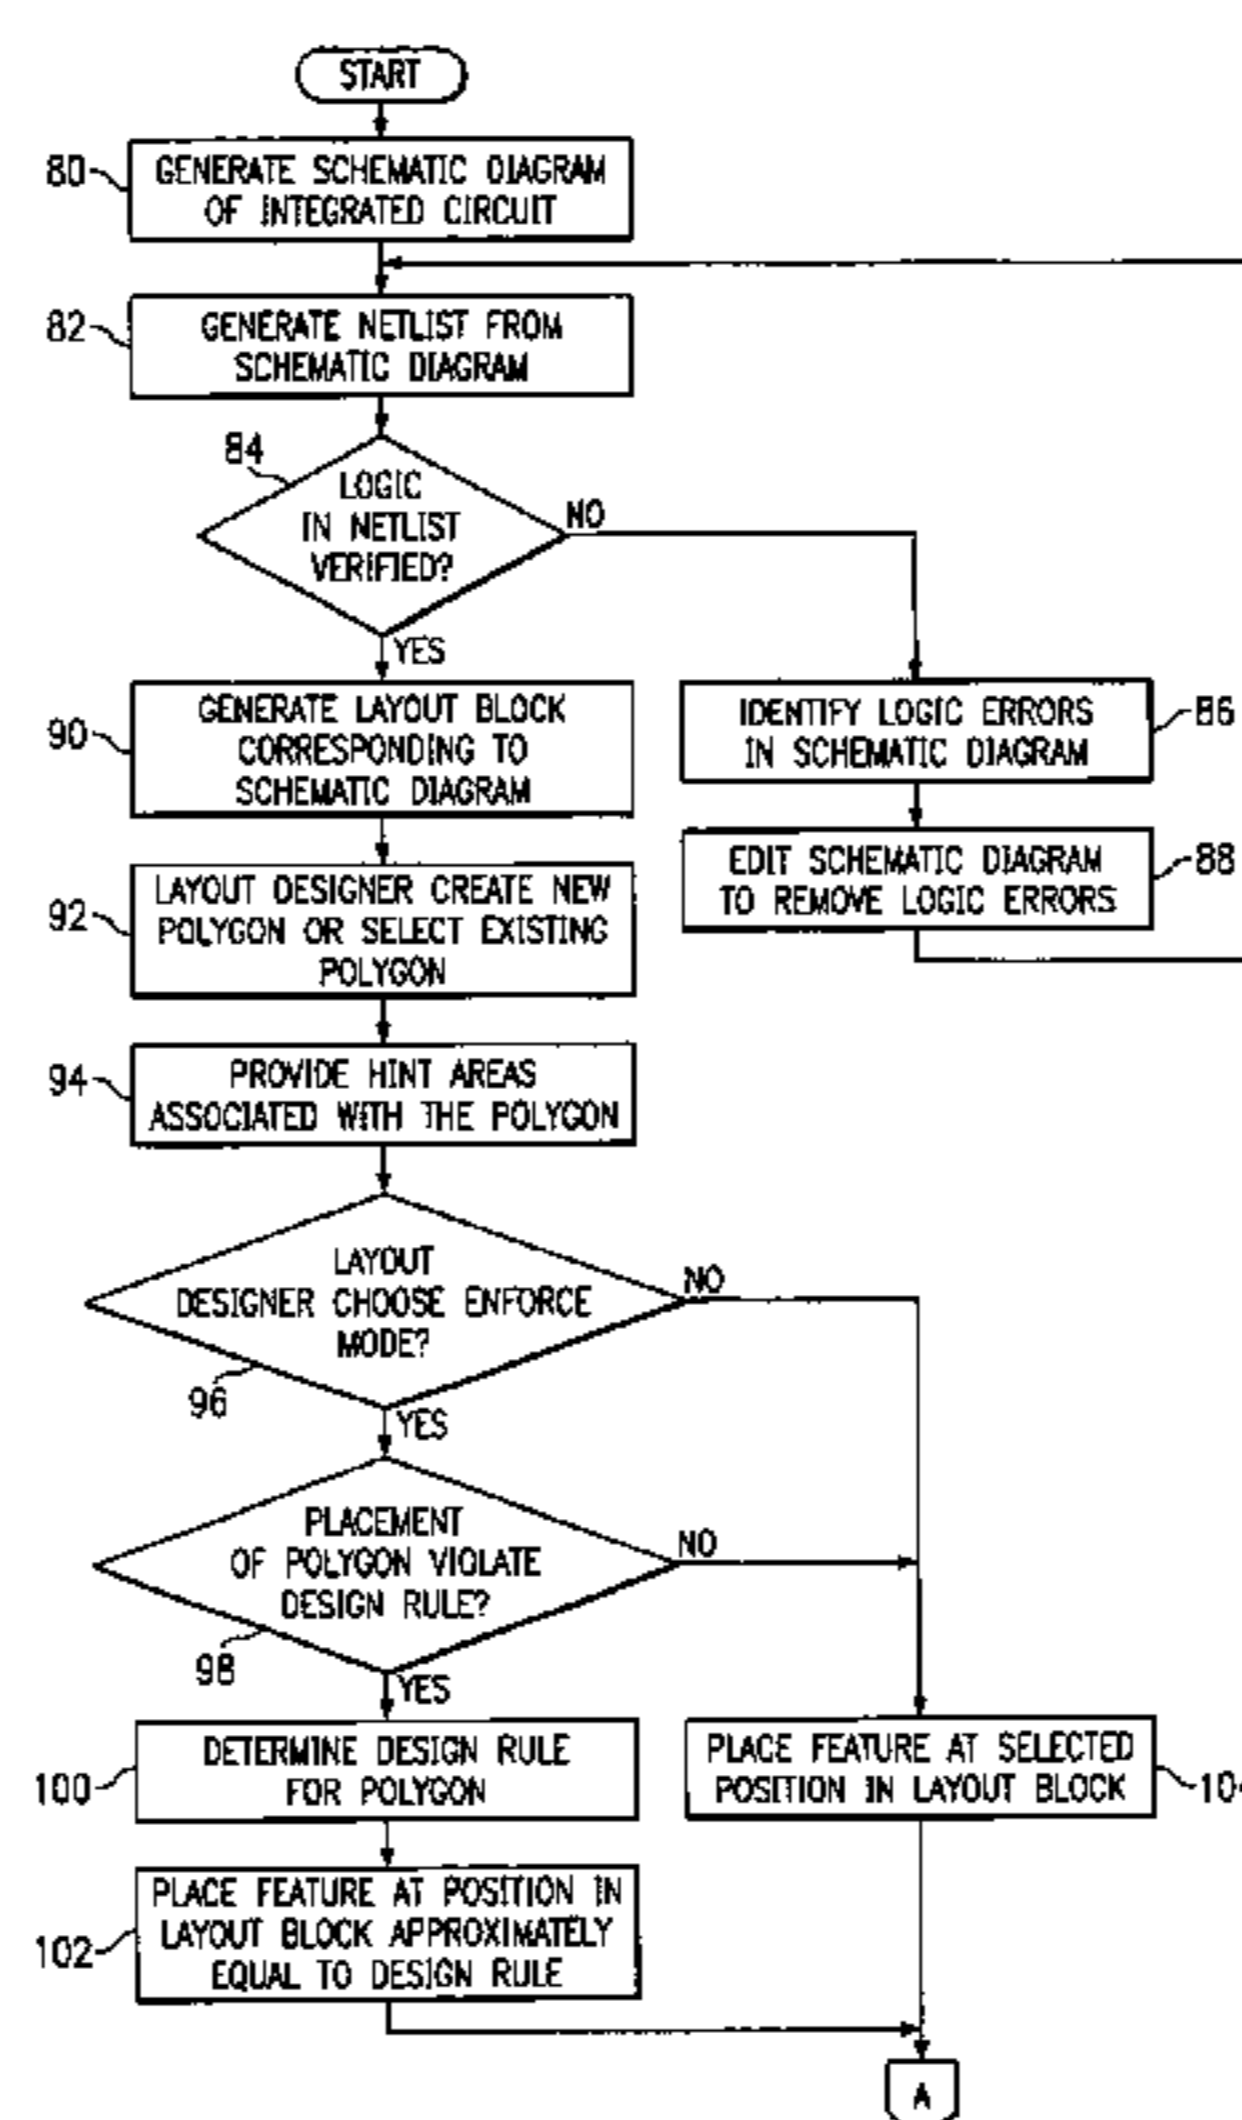 START
80
GENERATE SCHEMATIC DIAGRAM
OF INTEGRATED CIRCUIT
82
GENERATE NETLIST FROM
SCHEMATIC DIAGRAM
84
LOGIC
IN NETLIST
VERIFIED?
NO
YES
90
GENERATE LAYOUT BLOCK
CORRESPONDING TO
SCHEMATIC DIAGRAM
IDENTIFY LOGIC ERRORS
IN SCHEMATIC DIAGRAM
86
EDIT SCHEMATIC DIAGRAM
TO REMOVE LOGIC ERRORS
88
92
LAYOUT DESIGNER CREATE NEW
POLYGON OR SELECT EXISTING
POLYGON
94
PROVIDE HINT AREAS
ASSOCIATED WITH THE POLYGON
LAYOUT
DESIGNER CHOOSE ENFORCE
MODE?
NO
96
YES
PLACEMENT
OF POLYGON VIOLATE
DESIGN RULE?
NO
98
YES
100
DETERMINE DESIGN RULE
FOR POLYGON
PLACE FEATURE AT SELECTED
POSITION IN LAYOUT BLOCK
102
PLACE FEATURE AT POSITION IN
LAYOUT BLOCK APPROXIMATELY
EQUAL TO DESIGN RULE
A